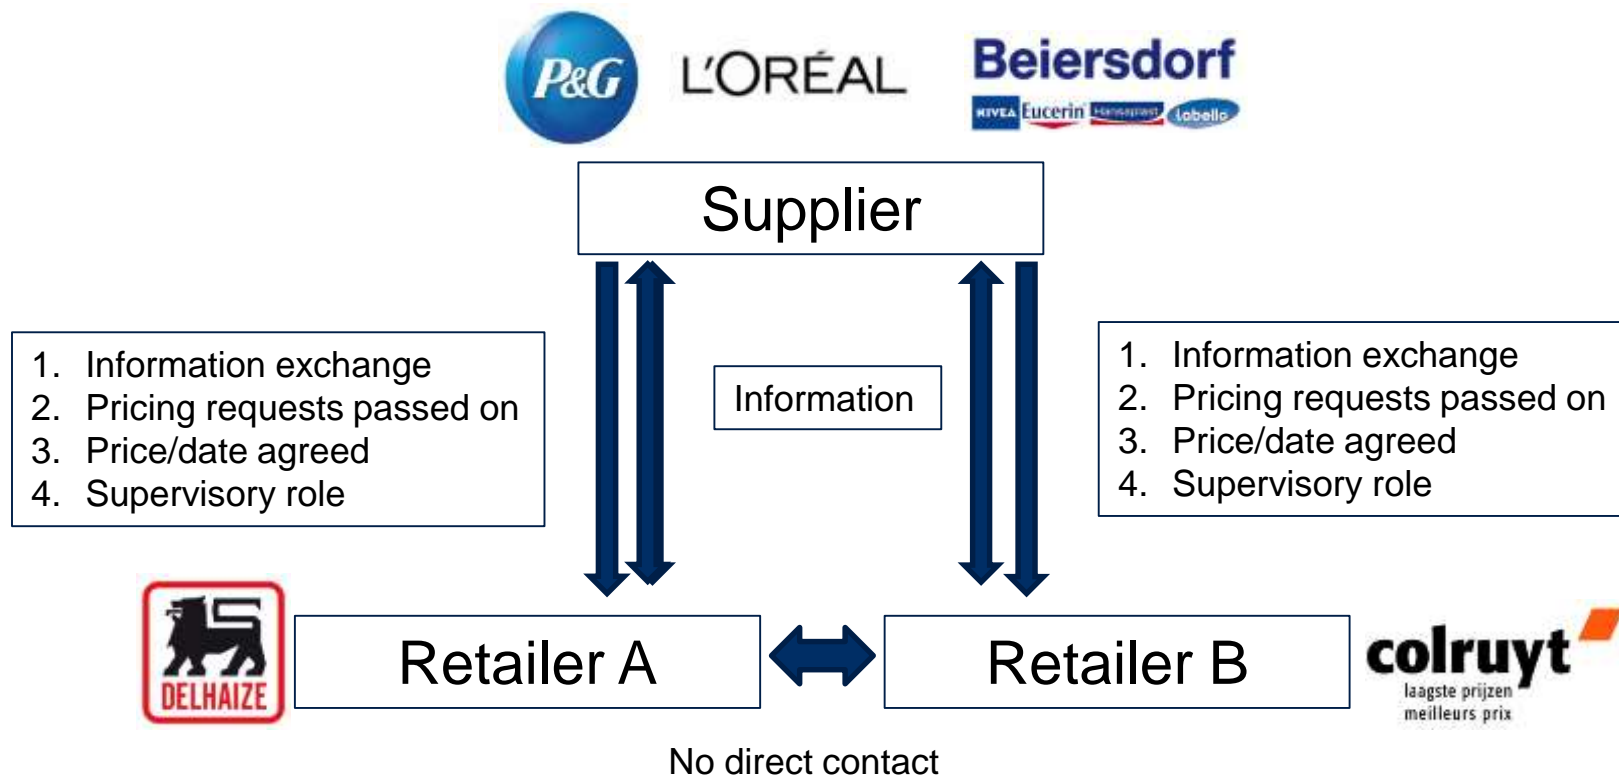 P&G
L'ORÉAL
Beiersdorf
NIVEA Eucerin Hansaplast Labello
Supplier
1. Information exchange
2. Pricing requests passed on
3. Price/date agreed
4. Supervisory role
Information
1. Information exchange
2. Pricing requests passed on
3. Price/date agreed
4. Supervisory role
DELHAIZE
Retailer A
Retailer B
colruyt
laagste prijzen
meilleurs prix
No direct contact